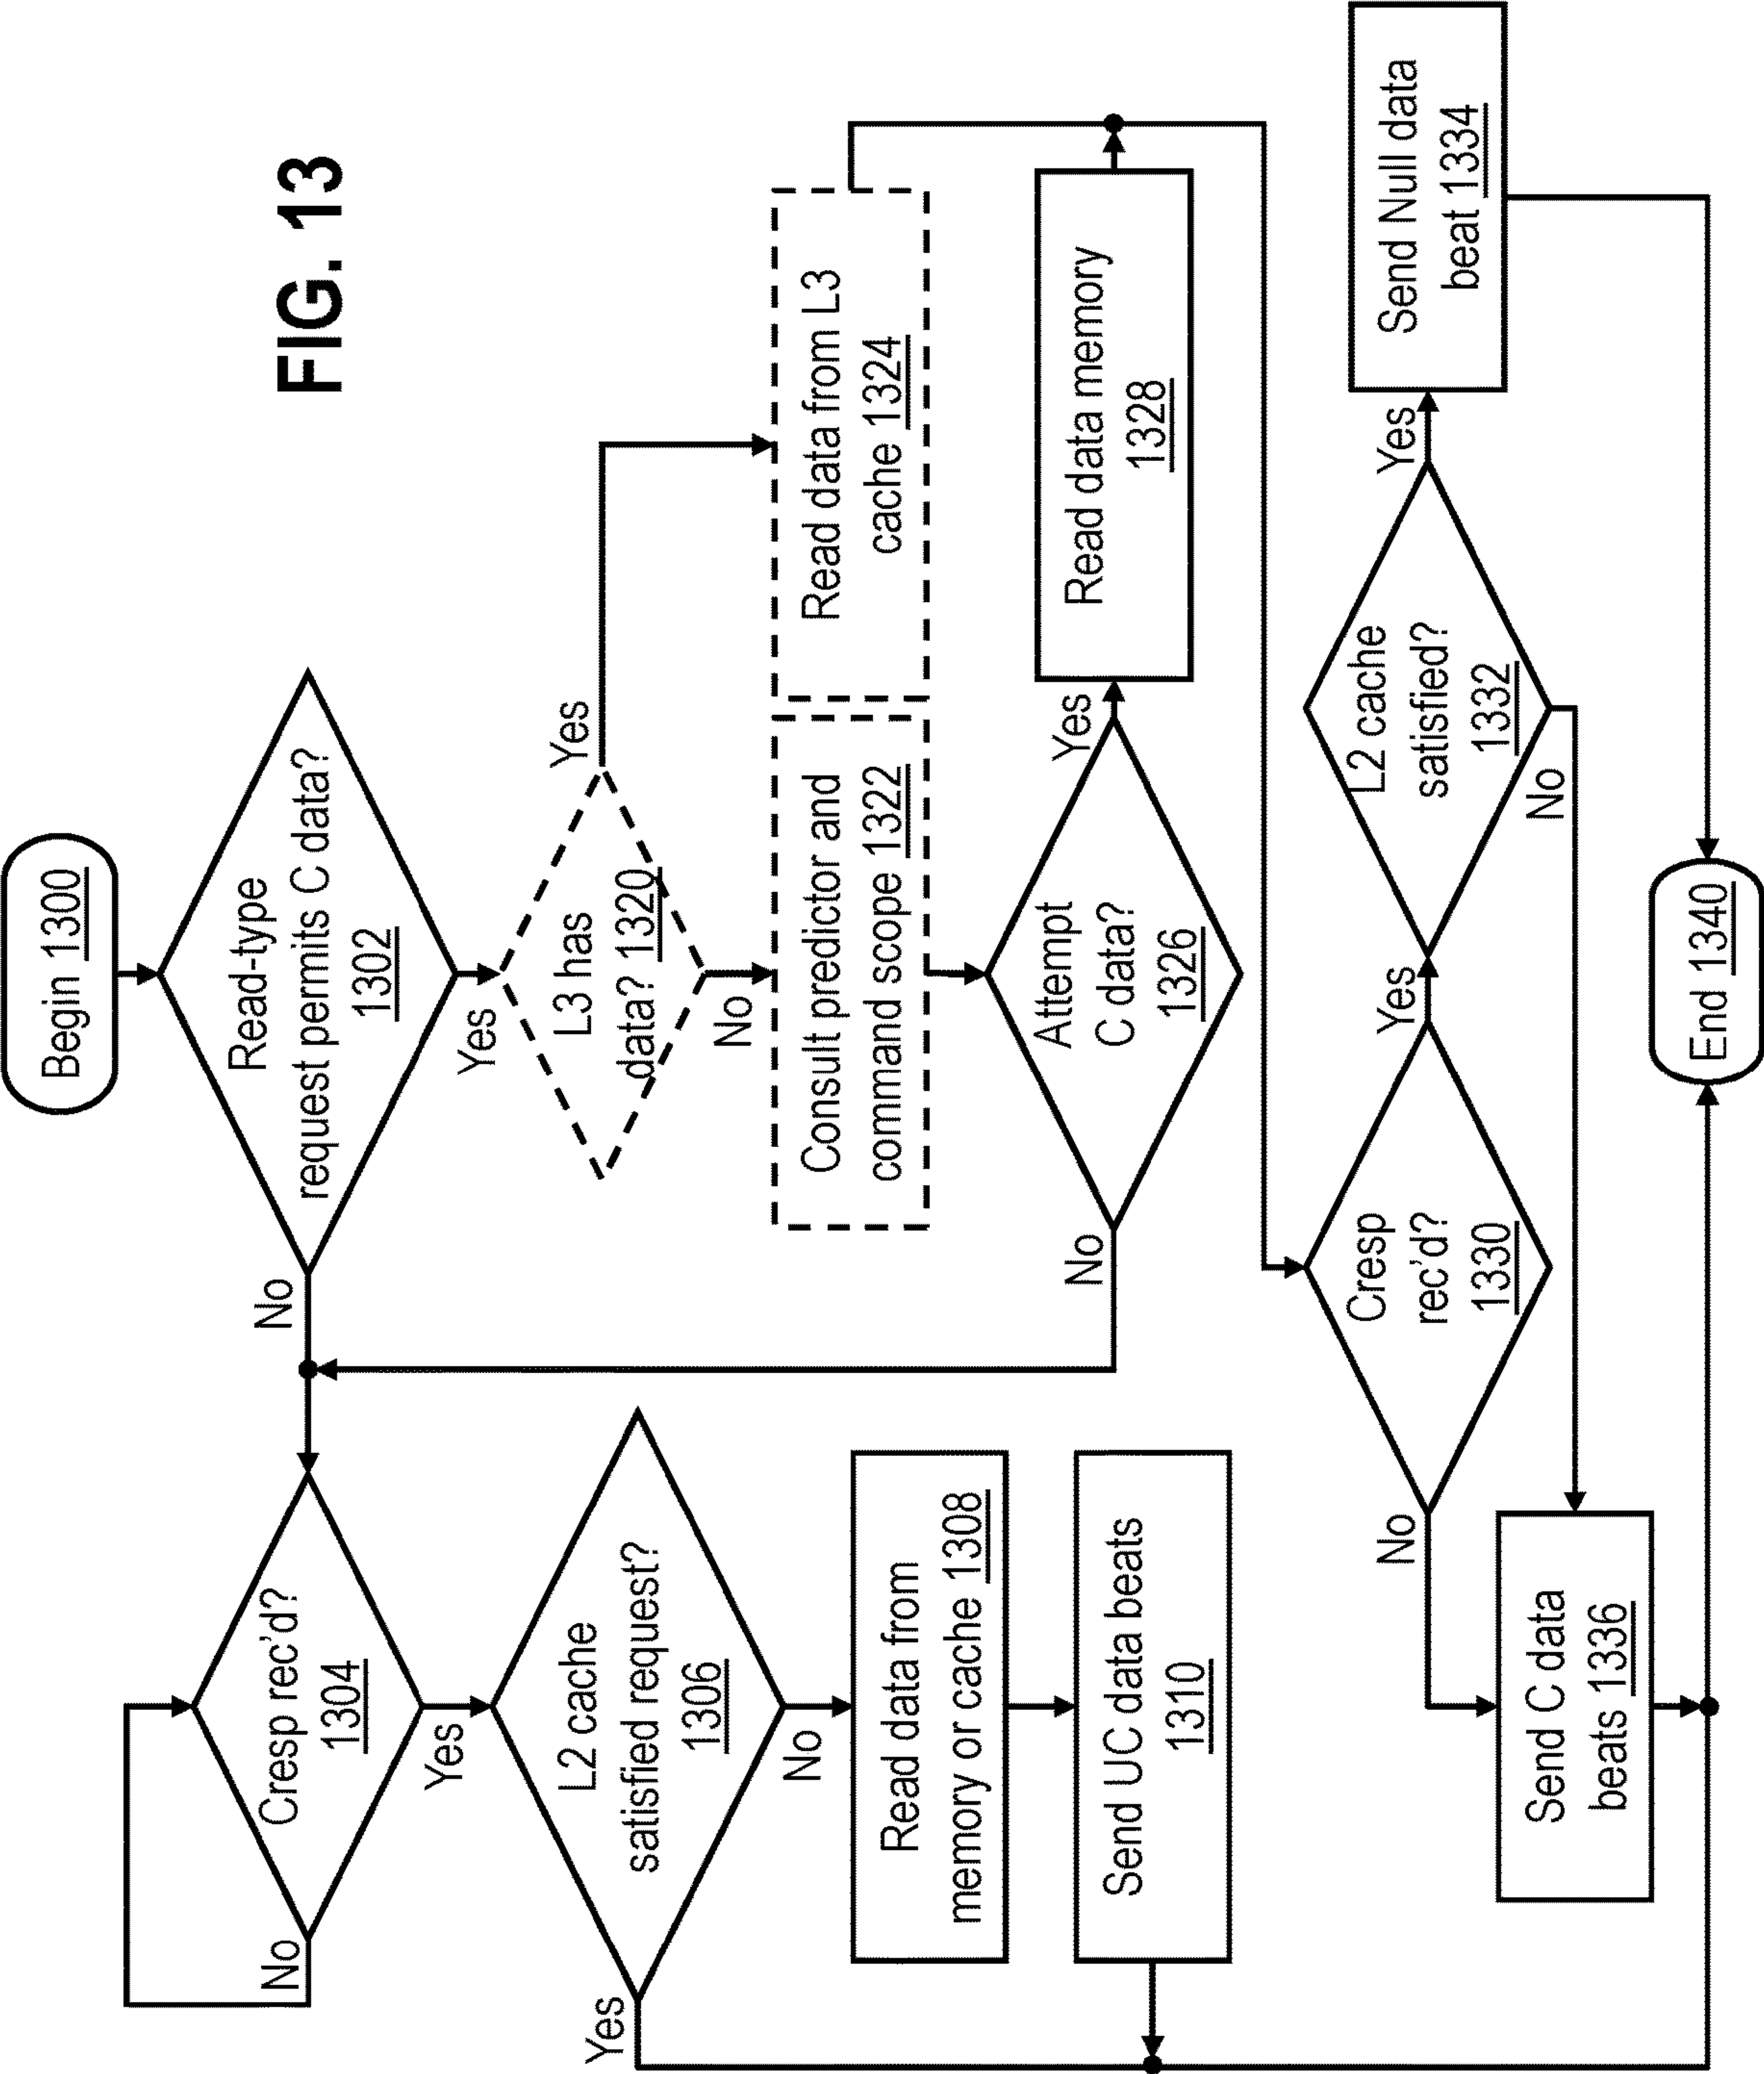 FIG. 13
Begin 1300
Read-type
request permits C data?
1302
No
Yes
Cresp rec'd?
1304
No
Yes
L2 cache
satisfied request?
1306
Yes
No
Read data from
memory or cache 1308
Send UC data beats
1310
L3 has
data? 1320
Yes
No
Consult predictor and
command scope 1322
Read data from L3
cache 1324
Attempt
C data?
1326
No
Yes
Read data memory
1328
Cresp
rec'd?
1330
No
Yes
L2 cache
satisfied?
1332
Yes
No
Send Null data
beat 1334
Send C data
beats 1336
End 1340